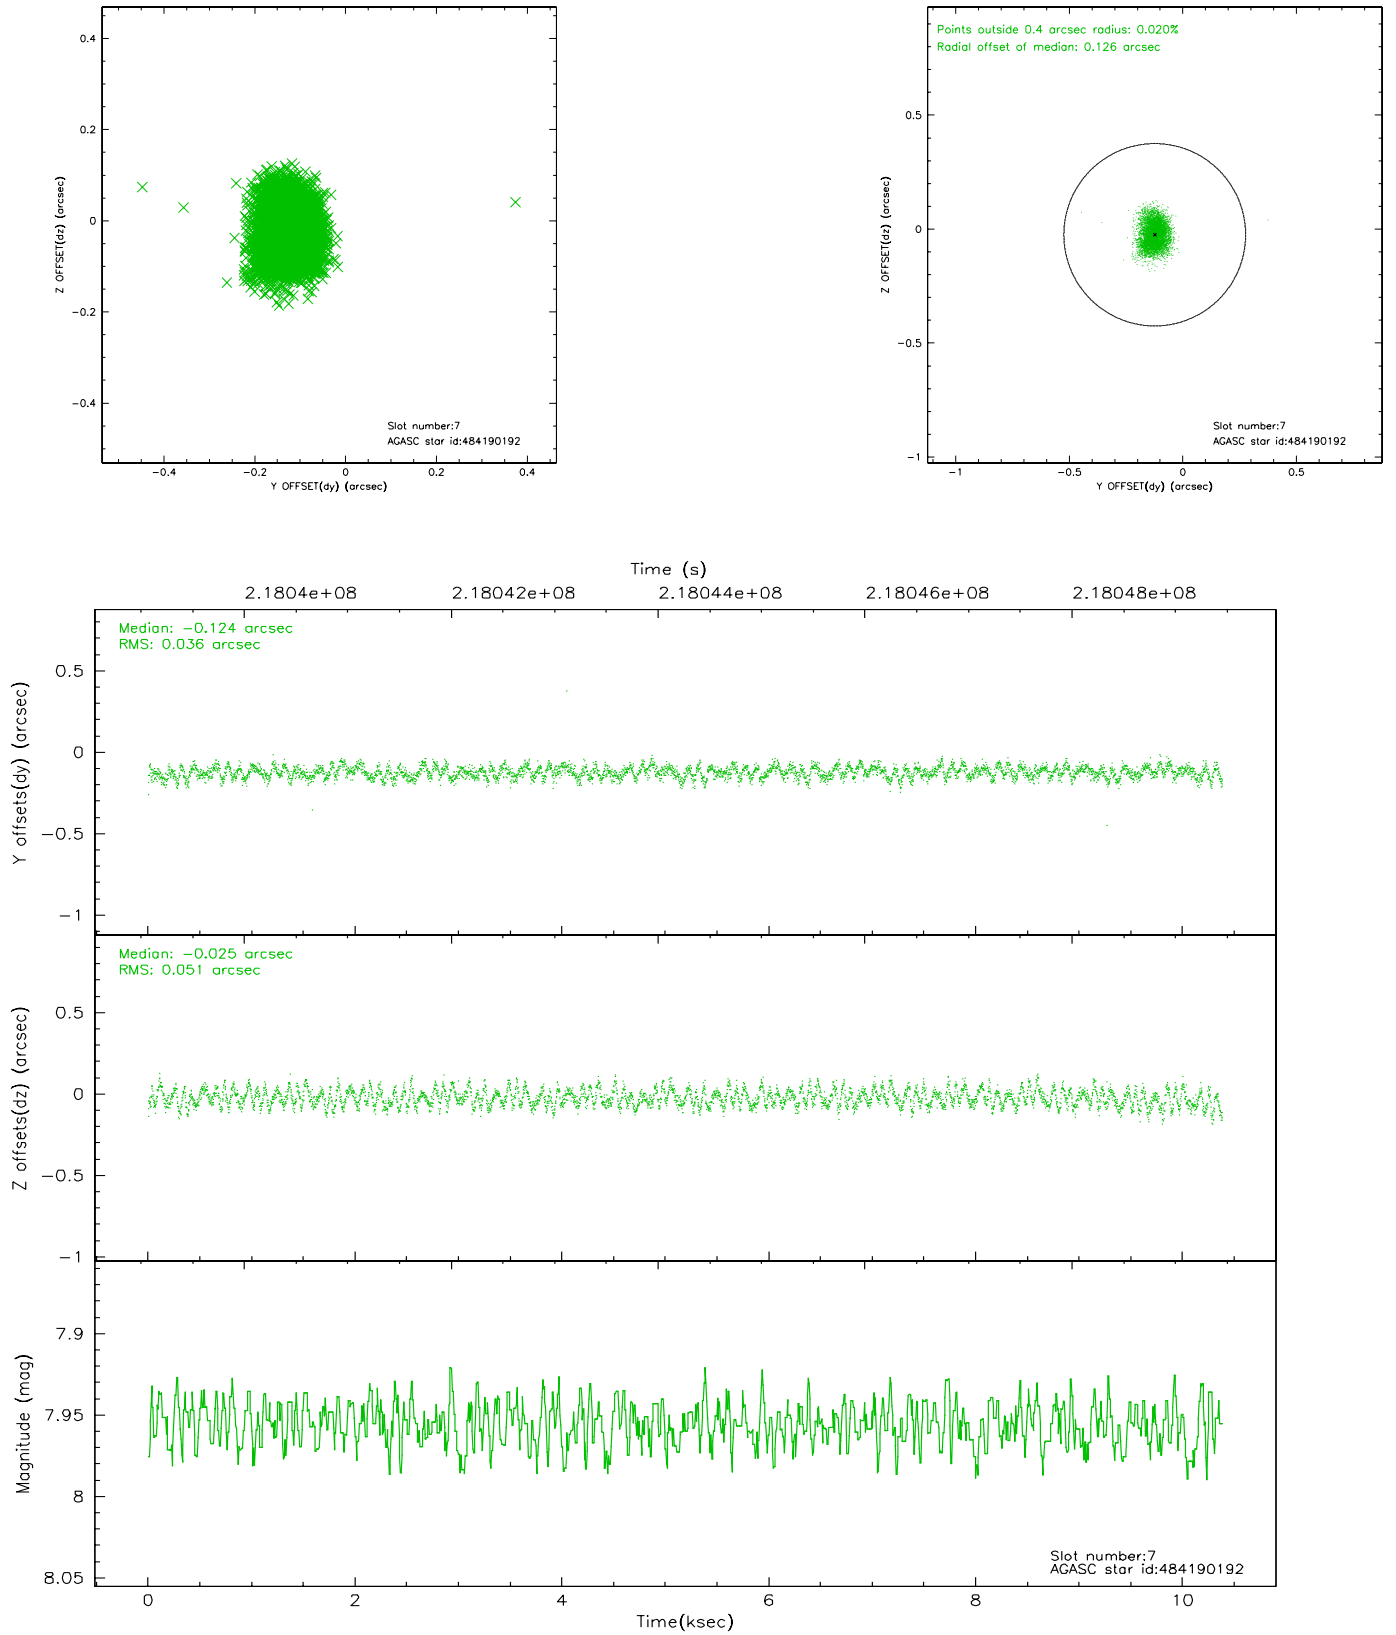 0.4
0.2
0
−0.2
−0.4
Z OFFSET(dz) (arcsec)
Slot number:7
AGASC star id:484190192
−0.4 −0.2 0 0.2 0.4
Y OFFSET(dy) (arcsec)
Points outside 0.4 arcsec radius: 0.020%
Radial offset of median: 0.126 arcsec
0.5
0
−0.5
−1
Z OFFSET(dz) (arcsec)
Slot number:7
AGASC star id:484190192
−1 −0.5 0 0.5
Y OFFSET(dy) (arcsec)
Time (s)
2.1804e+08 2.18042e+08 2.18044e+08 2.18046e+08 2.18048e+08
Median: −0.124 arcsec
RMS: 0.036 arcsec
0.5
0
−0.5
−1
Y offsets(dy) (arcsec)
Median: −0.025 arcsec
RMS: 0.051 arcsec
0.5
0
−0.5
−1
Z offsets(dz) (arcsec)
7.9
7.95
8
8.05
Magnitude (mag)
Slot number:7
AGASC star id:484190192
0 2 4 6 8 10
Time(ksec)